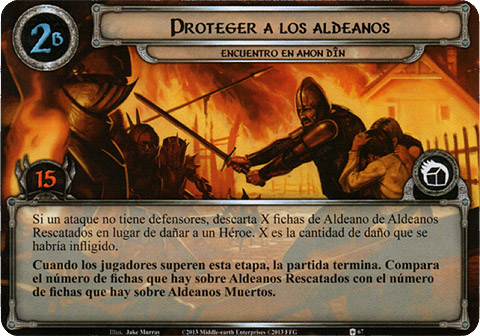 2B
PROTEGER A LOS ALDEANOS
ENCUENTRO EN AMON DÎN
15
Si un ataque no tiene defensores, descarta X fichas de Aldeano de Aldeanos
Rescatados en lugar de dañar a un Héroe. X es la cantidad de daño que se
habría infligido.
Cuando los jugadores superen esta etapa, la partida termina. Compara
el número de fichas que hay sobre Aldeanos Rescatados con el número
de fichas que hay sobre Aldeanos Muertos.
Illus. Jake Murray ©2013 Middle-earth Enterprises ©2013 FFG 67